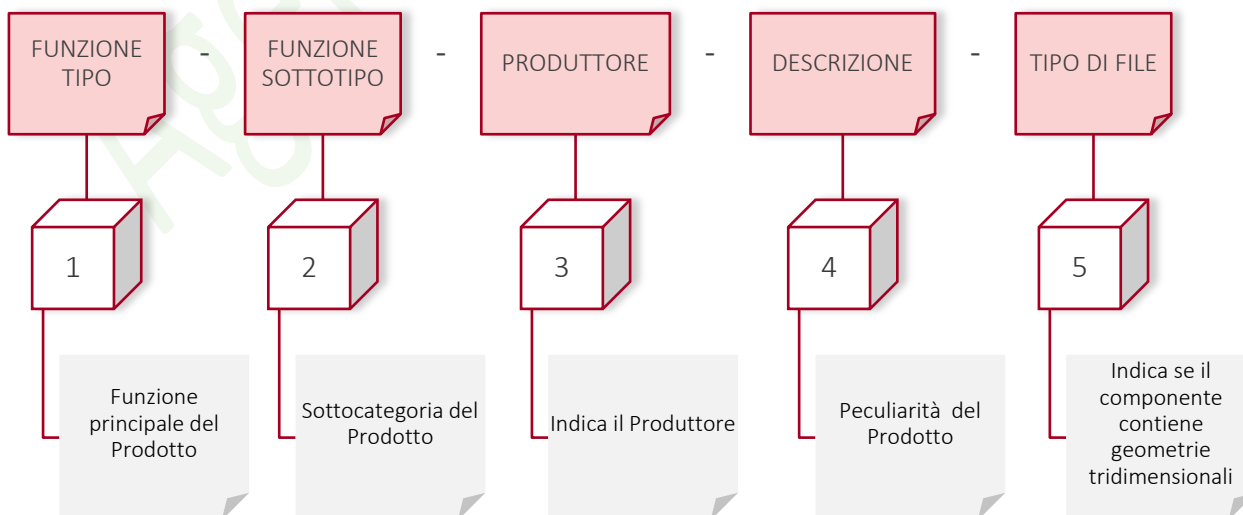 FUNZIONE
TIPO
-
FUNZIONE
SOTTOTIPO
-
PRODUTTORE
-
DESCRIZIONE
-
TIPO DI FILE
1
2
3
4
5
Funzione
principale del
Prodotto
Sottocategoria del
Prodotto
Indica il Produttore
Peculiarità del
Prodotto
Indica se il
componente
contiene
geometrie
tridimensionali